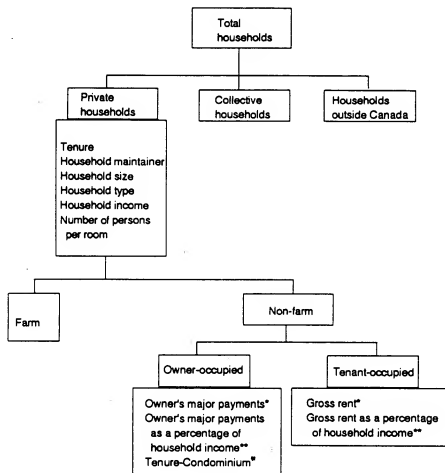 Total
households
Private
households
Collective
households
Households
outside Canada
Tenure
Household maintainer
Household size
Household type
Household income
Number of persons
per room
Farm
Non-farm
Owner-occupied
Tenant-occupied
Owner's major payments*
Owner's major payments
as a percentage of
household income**
Tenure-Condominium*
Gross rent*
Gross rent as a percentage
of household income**